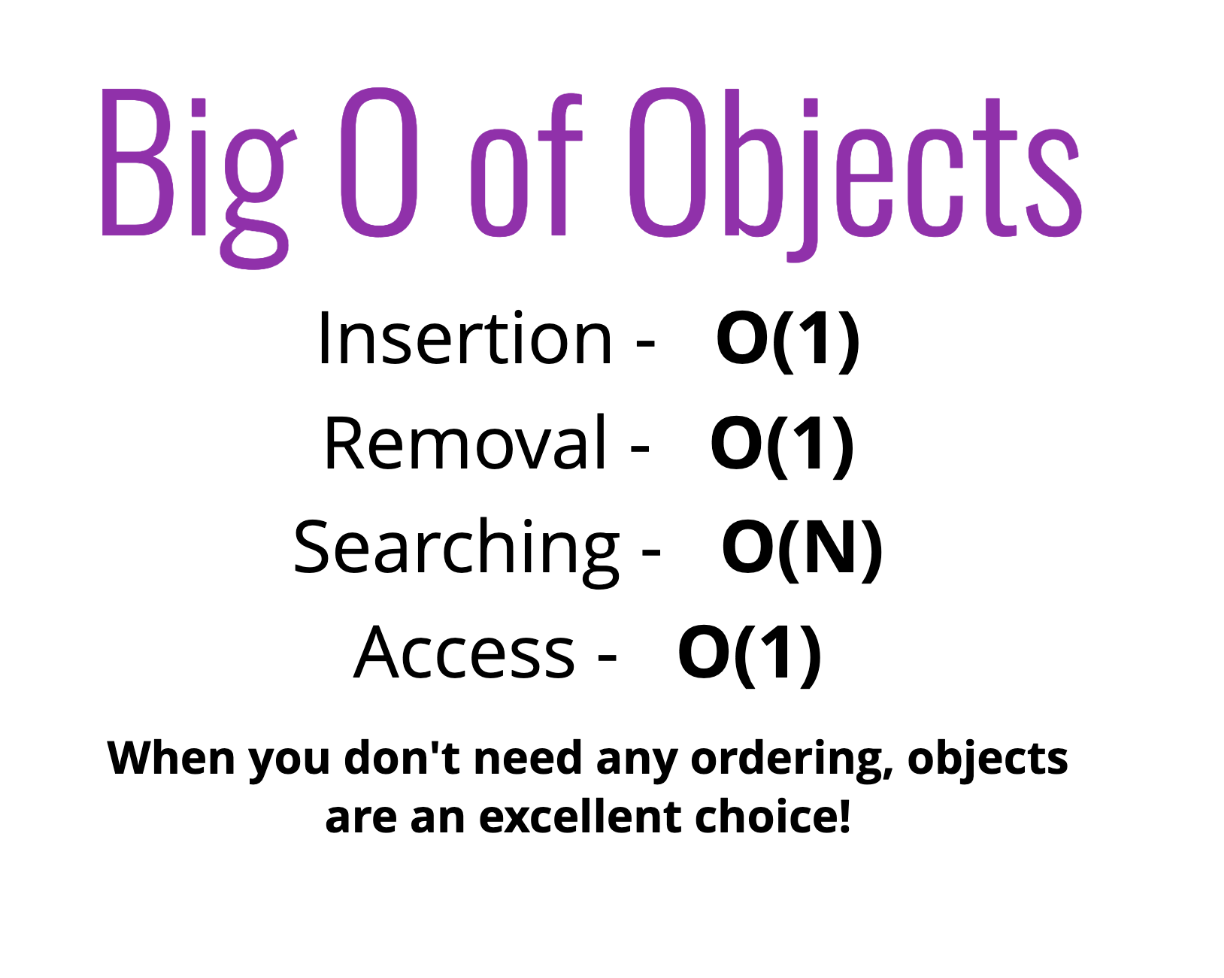 Big O of Objects
Insertion - O(1)
Removal - O(1)
Searching - O(N)
Access - O(1)
When you don't need any ordering, objects
are an excellent choice!